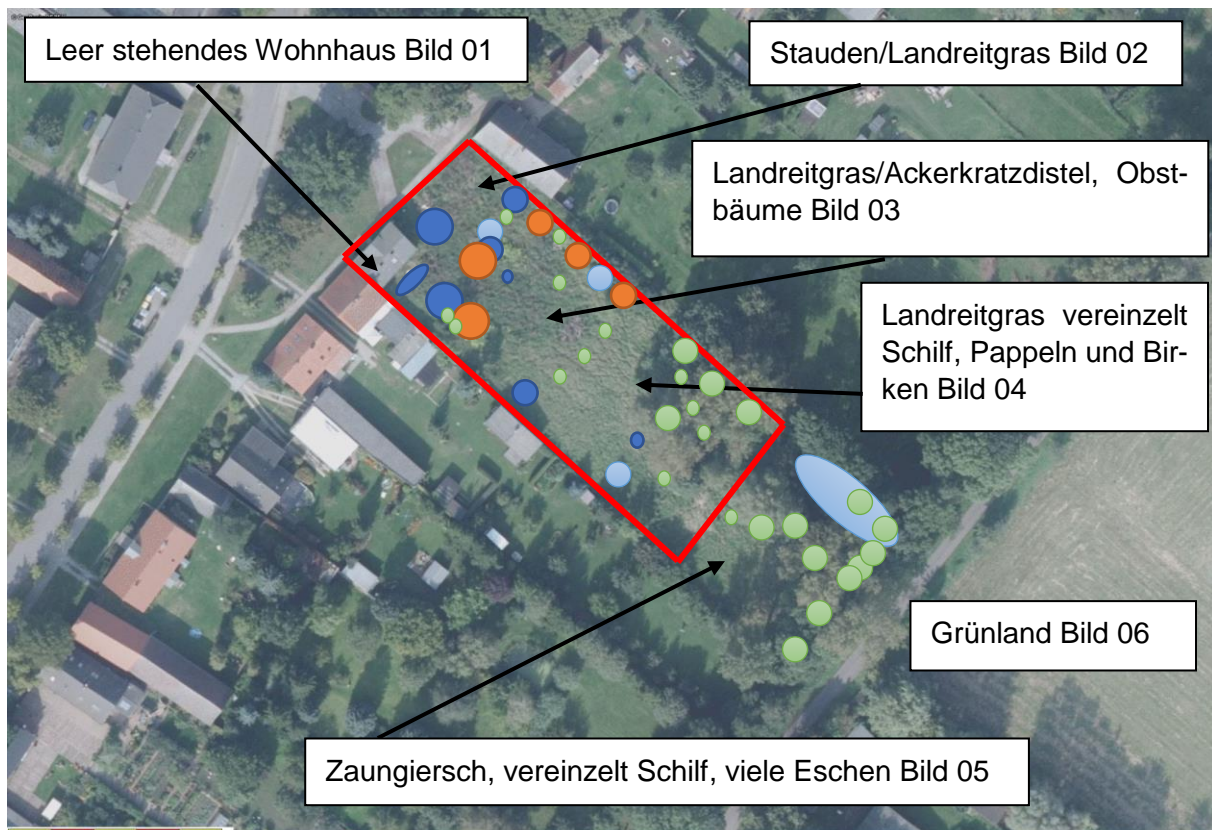 Leer stehendes Wohnhaus Bild 01
Stauden/Landreitgras Bild 02
Landreitgras/Ackerkratzdistel, Obst-
bäume Bild 03
Landreitgras vereinzelt
Schilf, Pappeln und Bir-
ken Bild 04
Grünland Bild 06
Zaungiersch, vereinzelt Schilf, viele Eschen Bild 05